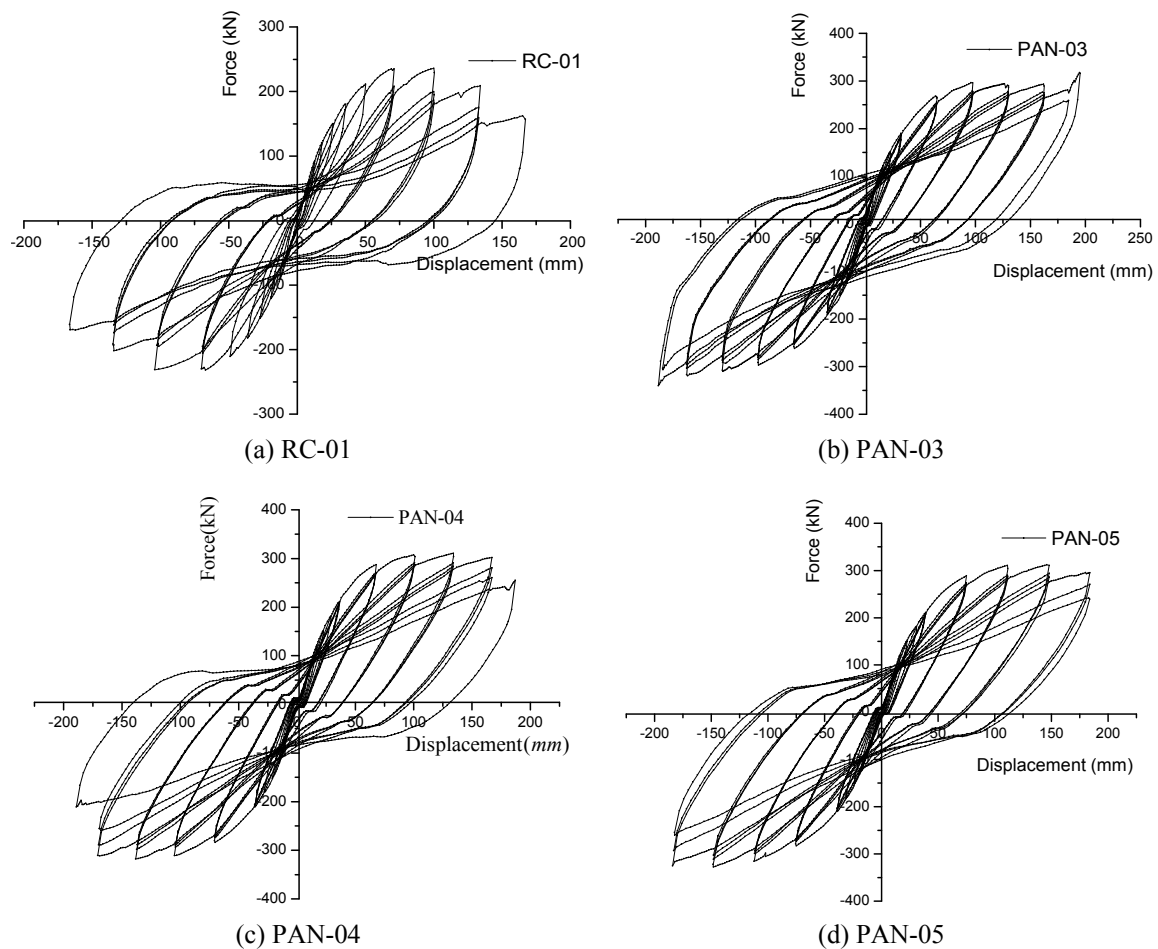 Force (kN)
300
RC-01
200
100
0
-200 -150 -100 -50 0 50 100 150 200
Displacement (mm)
-100
-200
-300
(a) RC-01
Force (kN)
400
PAN-03
300
200
100
0
-200 -150 -100 -50 0 50 100 150 200 250
Displacement (mm)
-100
-200
-300
-400
(b) PAN-03
Force(kN)
400
PAN-04
300
200
100
0
-200 -150 -100 -50 0 50 100 150 200
Displacement(mm)
-100
-200
-300
-400
(c) PAN-04
Force (kN)
400
PAN-05
300
200
100
0
-200 -150 -100 -50 0 50 100 150 200
Displacement (mm)
-100
-200
-300
-400
(d) PAN-05